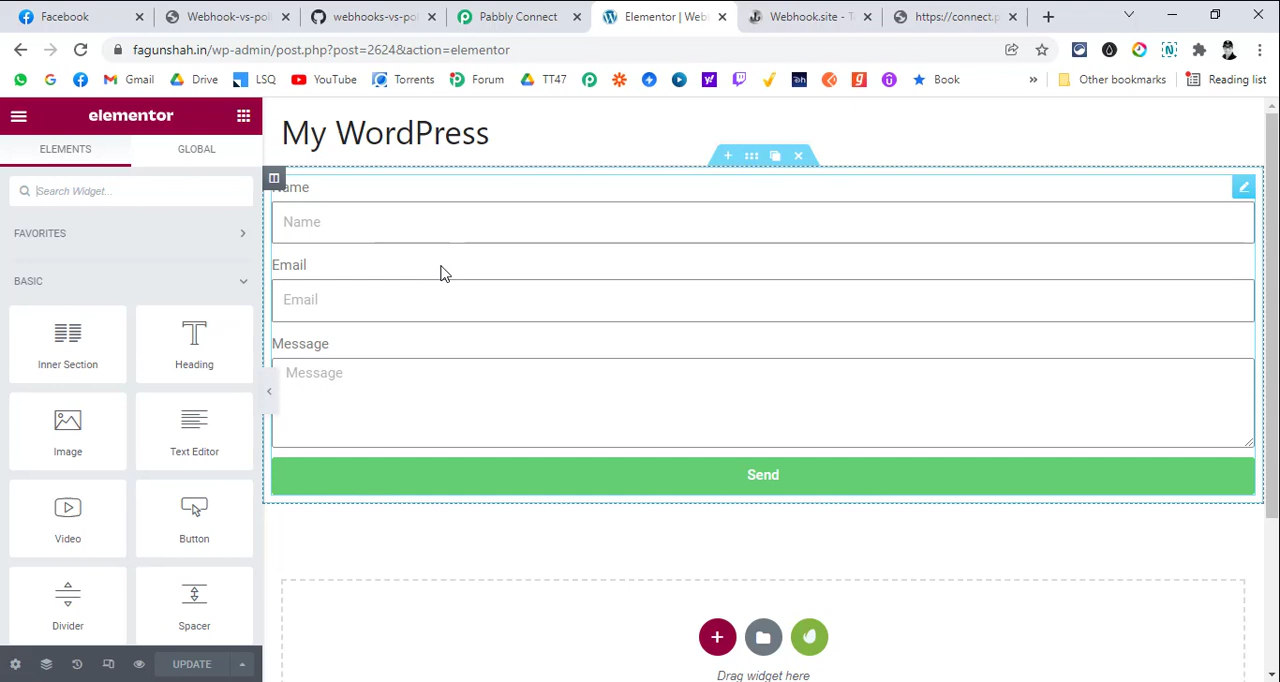 Facebook
Webhook-vs-poll
webhooks-vs-po
Pabbly Connect
Elementor | Web
Webhook.site - T
https://connect.p
fagunshah.in/wp-admin/post.php?post=2624&action=elementor
Gmail
Drive
LSQ
YouTube
Torrents
Forum
TT47
Book
»
Other bookmarks
Reading list
elementor
ELEMENTS
GLOBAL
Search Widget...
FAVORITES
BASIC
Inner Section
Heading
Image
Text Editor
Video
Button
Divider
Spacer
UPDATE
My WordPress
Name
Name
Email
Email
Message
Message
Send
Drag widget here